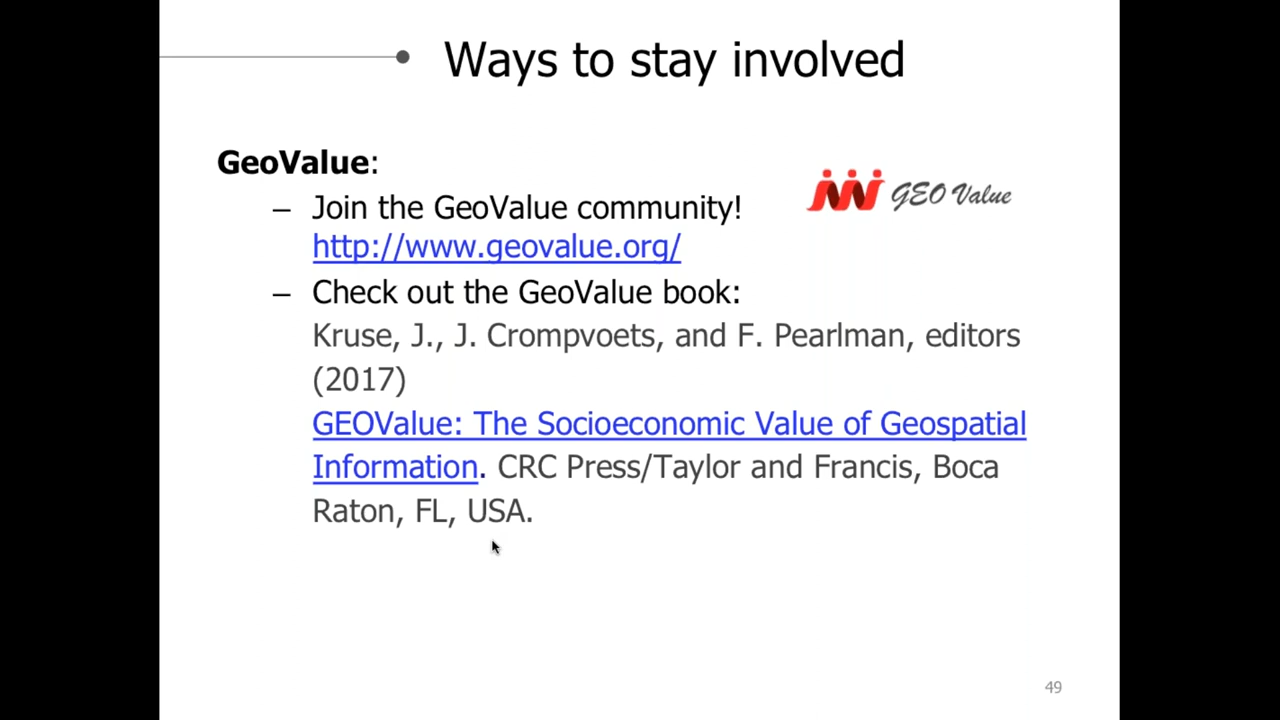 Ways to stay involved
GeoValue:
GEO Value
– Join the GeoValue community!
http://www.geovalue.org/
– Check out the GeoValue book:
Kruse, J., J. Crompvoets, and F. Pearlman, editors
(2017)
GEOValue: The Socioeconomic Value of Geospatial
Information. CRC Press/Taylor and Francis, Boca
Raton, FL, USA.
49